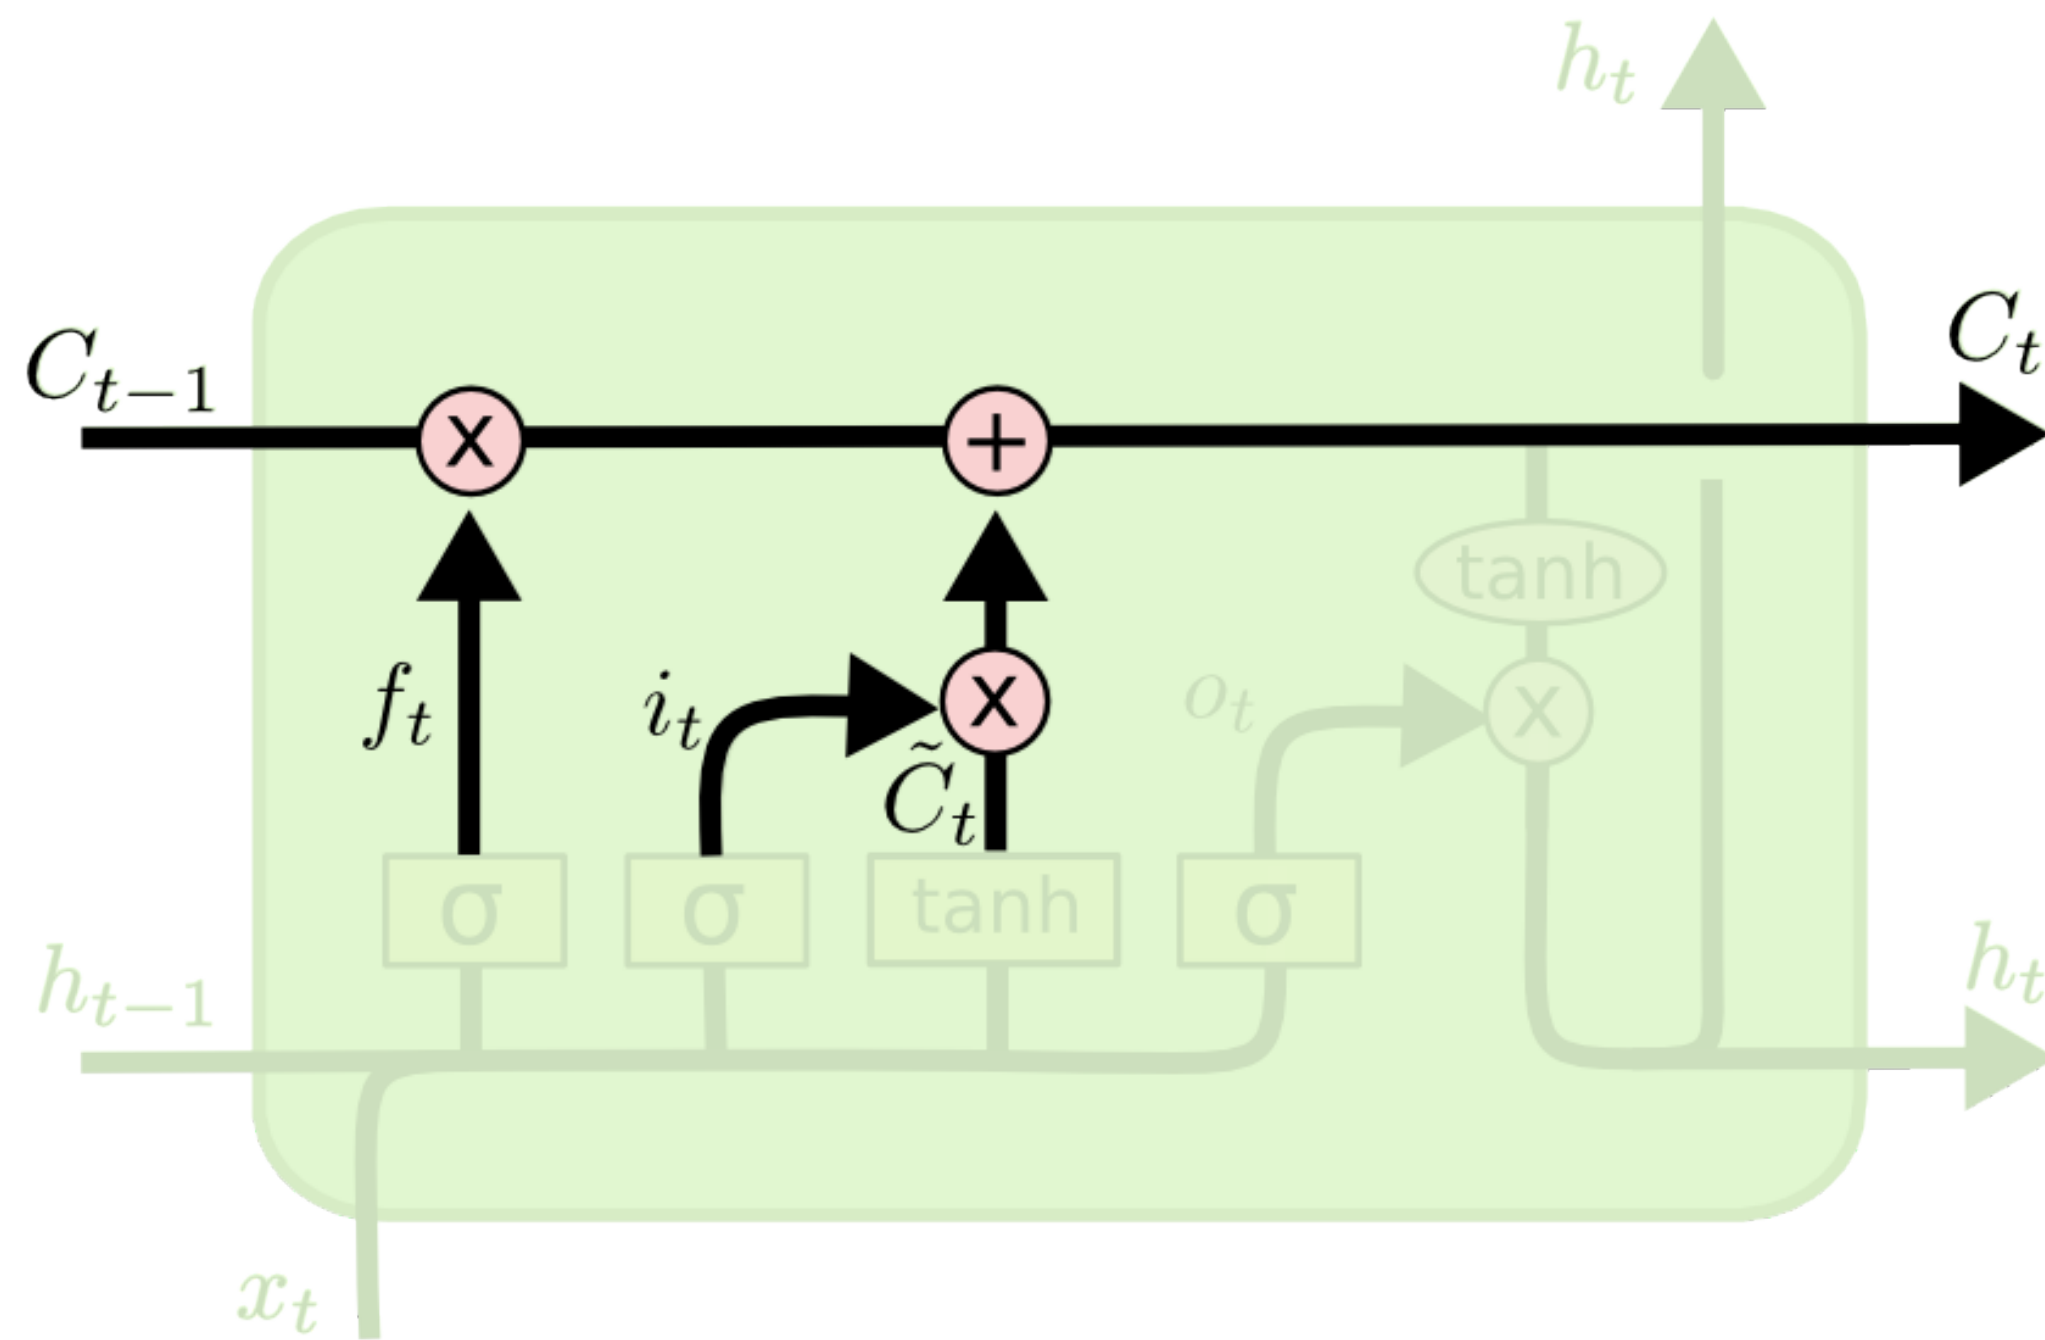 h_t
C_{t-1}
C_t
x
+
tanh
f_t
i_t
x
o_t
x
C̃_t
σ
σ
tanh
σ
h_{t-1}
h_t
x_t